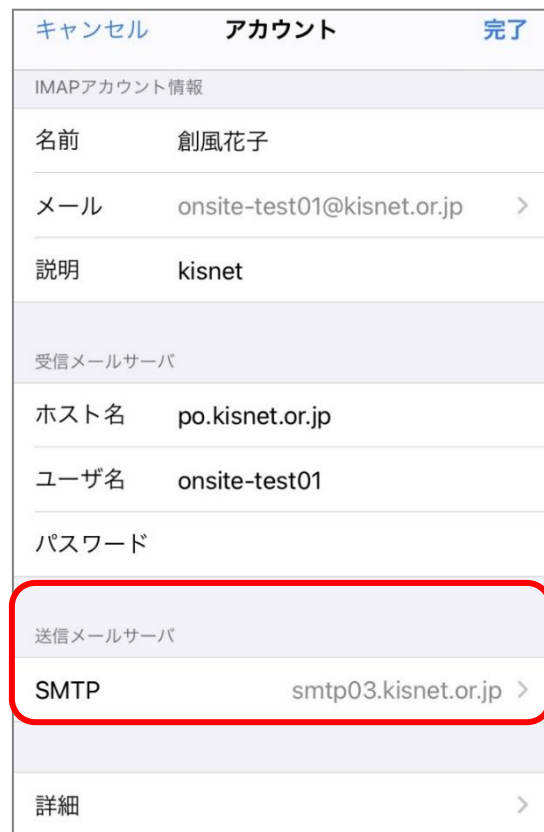 キャンセル アカウント 完了
IMAPアカウント情報
名前 創風花子
メール onsite-test01@kisnet.or.jp
説明 kisnet
受信メールサーバ
ホスト名 po.kisnet.or.jp
ユーザ名 onsite-test01
パスワード
送信メールサーバ
SMTP smtp03.kisnet.or.jp
詳細